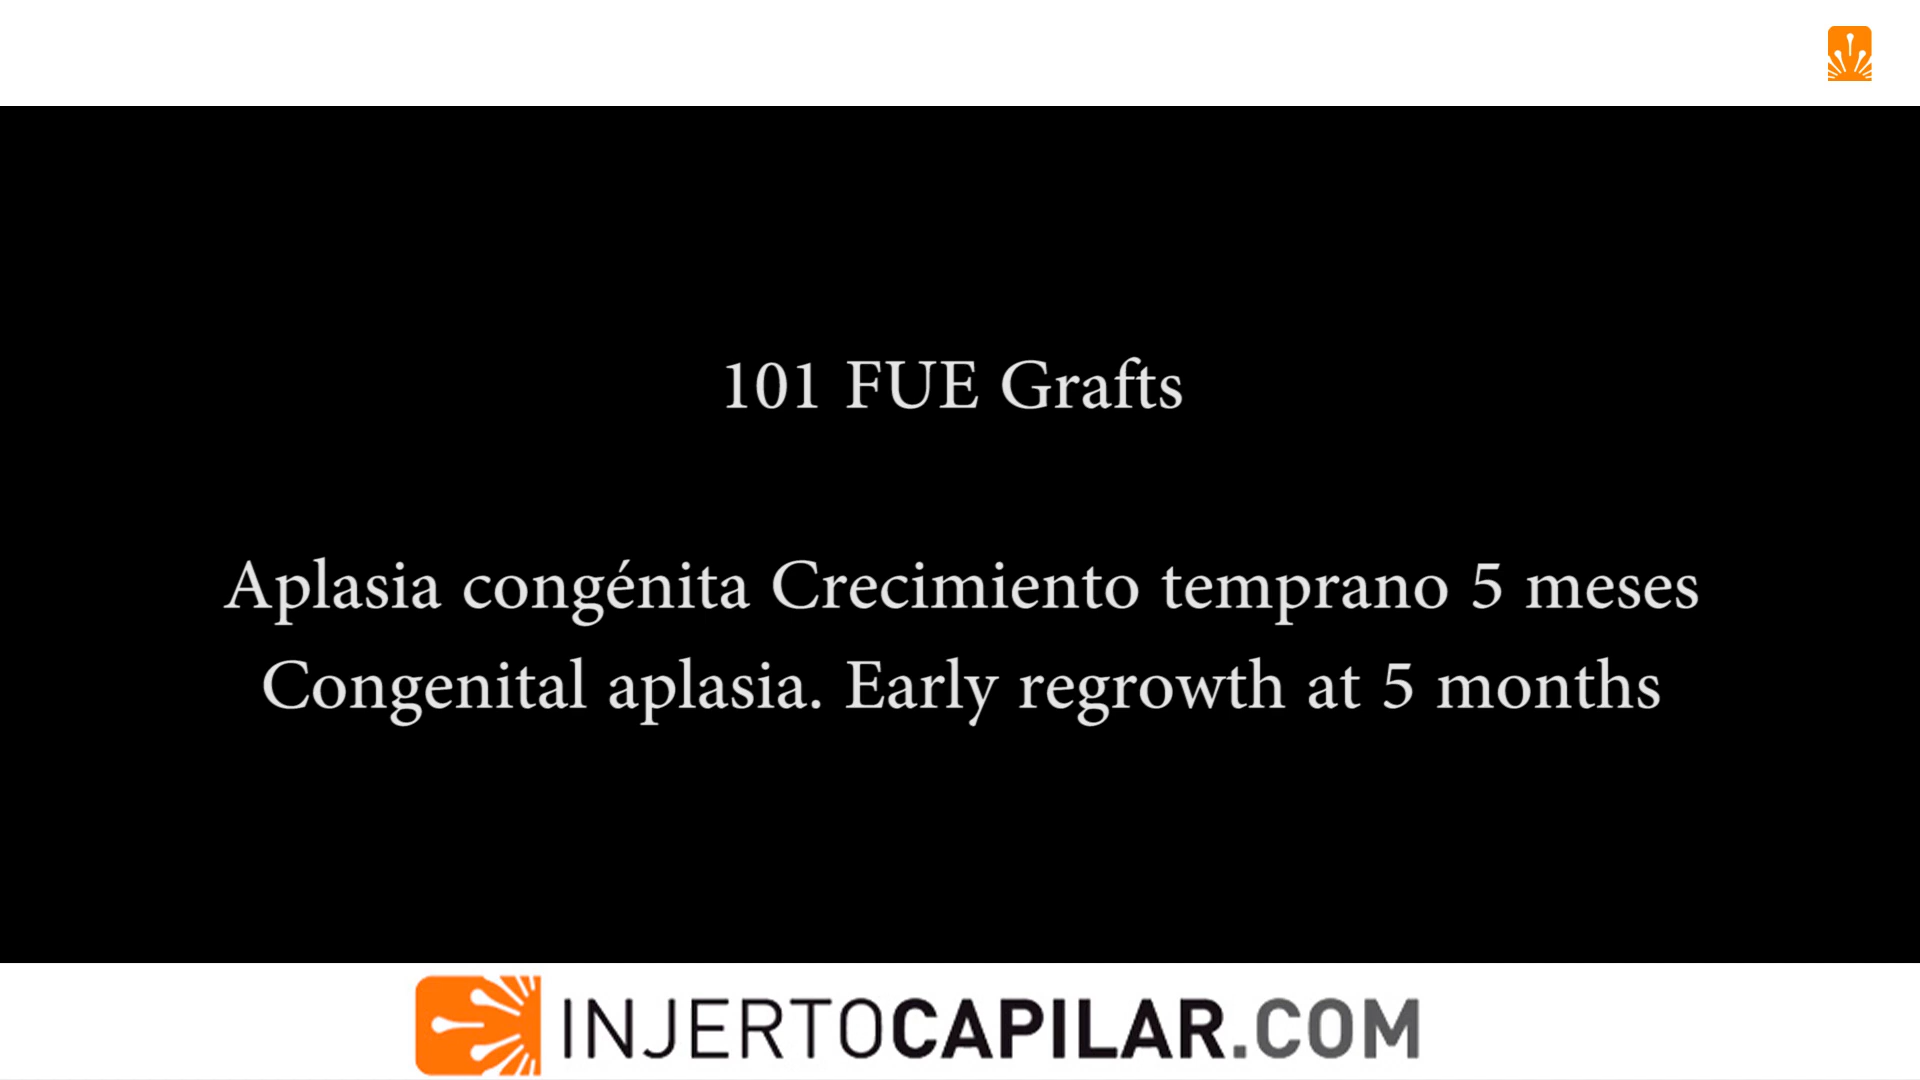 101 FUE Grafts
Aplasia congénita Crecimiento temprano 5 meses
Congenital aplasia. Early regrowth at 5 months
INJERTOCAPILAR.COM